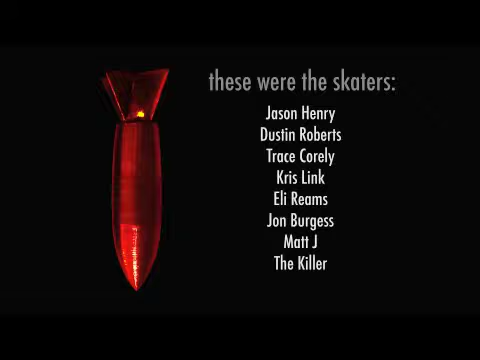 these were the skaters:
Jason Henry
Dustin Roberts
Trace Corely
Kris Link
Eli Reams
Jon Burgess
Matt J
The Killer